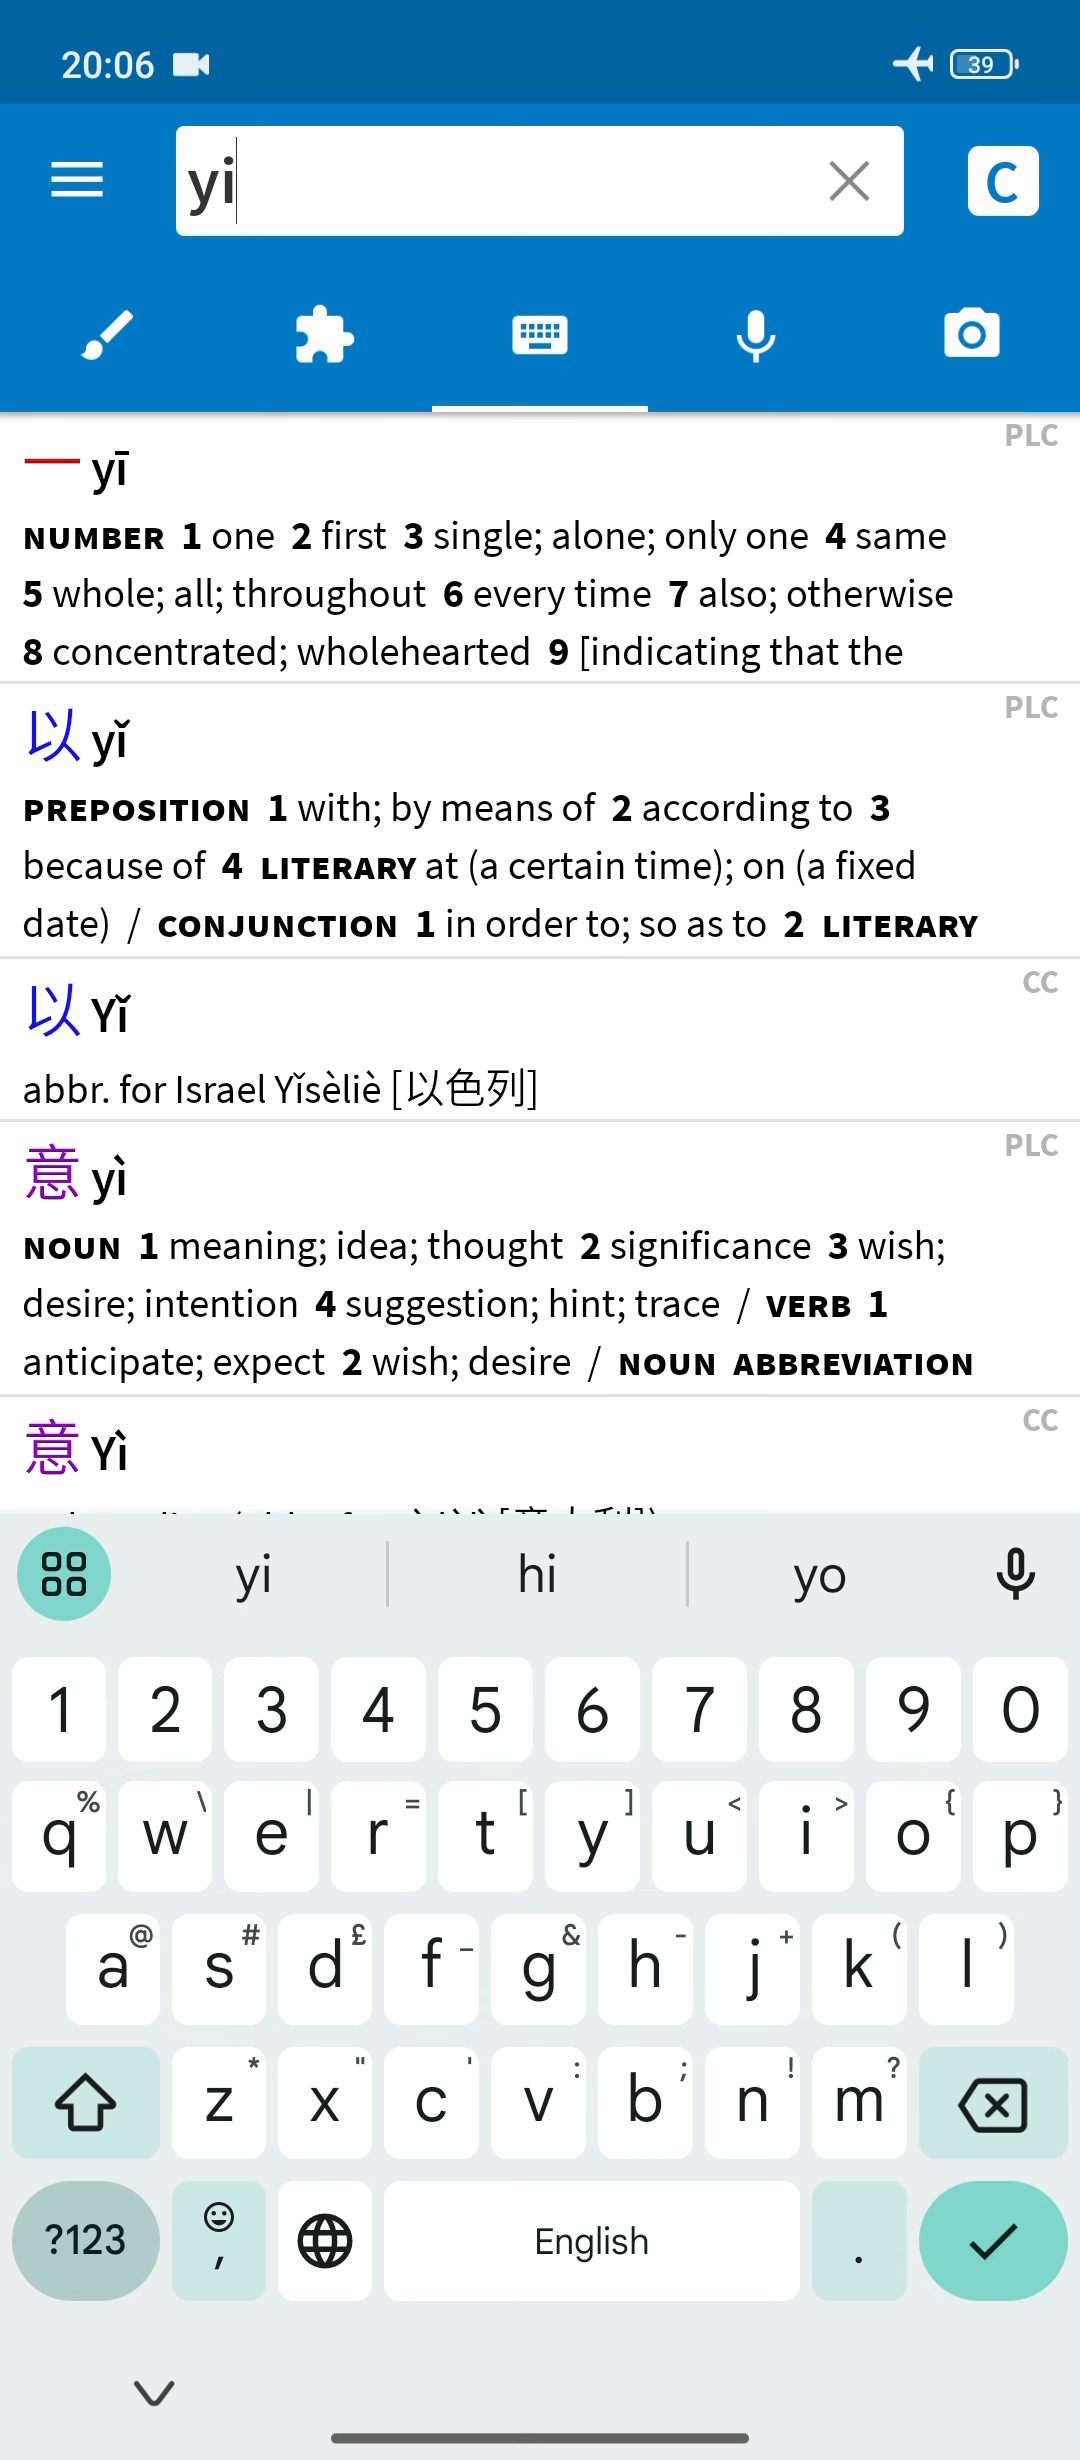 20:06
39
yi
C
PLC
一 yī
NUMBER 1 one 2 first 3 single; alone; only one 4 same
5 whole; all; throughout 6 every time 7 also; otherwise
8 concentrated; wholehearted 9 [indicating that the
PLC
以 yǐ
PREPOSITION 1 with; by means of 2 according to 3
because of 4 LITERARY at (a certain time); on (a fixed
date) / CONJUNCTION 1 in order to; so as to 2 LITERARY
CC
以 Yǐ
abbr. for Israel Yǐsèliè [以色列]
PLC
意 yì
NOUN 1 meaning; idea; thought 2 significance 3 wish;
desire; intention 4 suggestion; hint; trace / VERB 1
anticipate; expect 2 wish; desire / NOUN ABBREVIATION
CC
意 Yì
yi hi yo
1 2 3 4 5 6 7 8 9 0
% \ | = [ ] < > { }
q w e r t y u i o p
@ # £ _ & - + ( )
a s d f g h j k l
* " ' : ; ! ?
z x c v b n m
?123 , English .